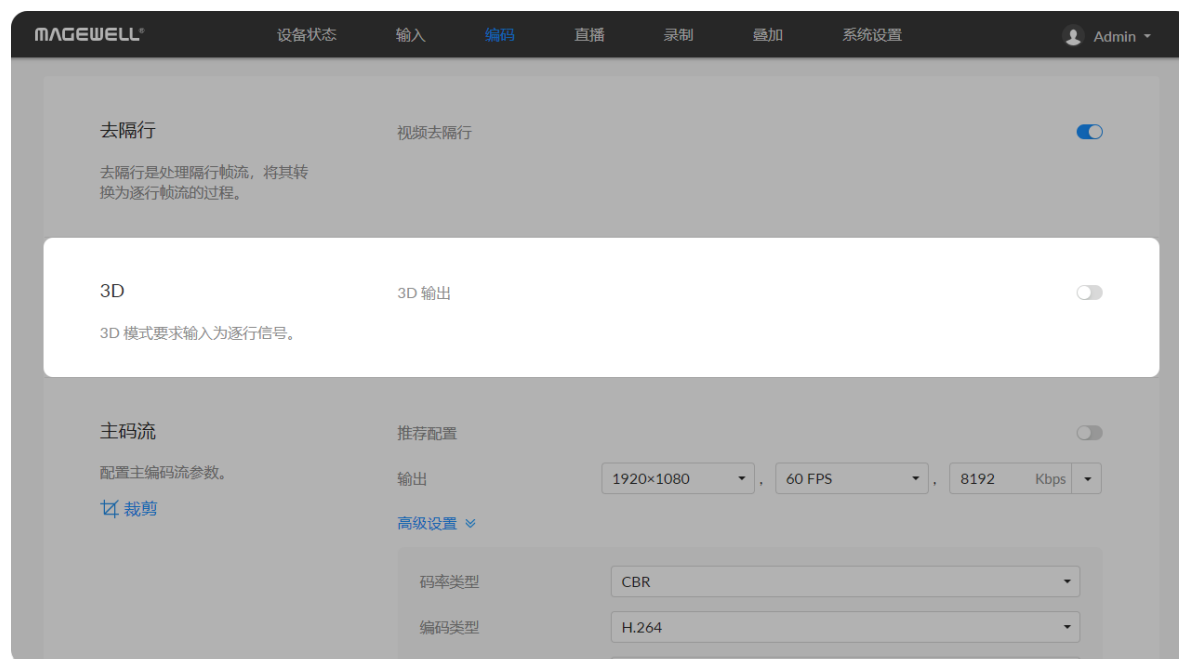 MAGEWELL® 设备状态 输入 编码 直播 录制 叠加 系统设置 Admin
去隔行 视频去隔行
去隔行是处理隔行帧流，将其转
换为逐行帧流的过程。
3D 3D 输出
3D 模式要求输入为逐行信号。
主码流 推荐配置
配置主编码流参数。 输出 1920×1080 , 60 FPS , 8192 Kbps
裁剪
高级设置
码率类型 CBR
编码类型 H.264